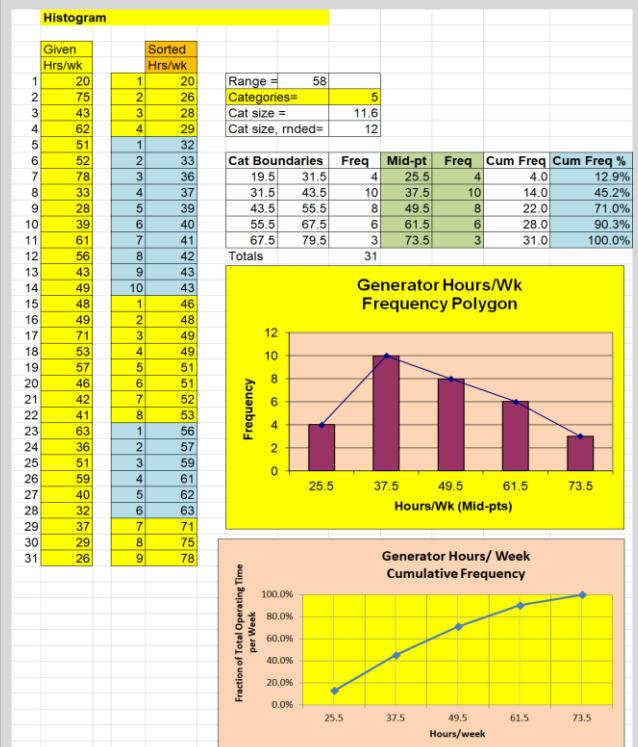 Histogram
Given Sorted
Hrs/wk Hrs/wk
1 20 1 20 Range = 58
2 75 2 26 Categories= 5
3 43 3 28 Cat size = 11.6
4 62 4 29 Cat size, rnded= 12
5 51 1 32
6 52 2 33 Cat Boundaries Freq Mid-pt Freq Cum Freq Cum Freq %
7 78 3 36 19.5 31.5 4 25.5 4 4.0 12.9%
8 33 4 37 31.5 43.5 10 37.5 10 14.0 45.2%
9 28 5 39 43.5 55.5 8 49.5 8 22.0 71.0%
10 39 6 40 55.5 67.5 6 61.5 6 28.0 90.3%
11 61 7 41 67.5 79.5 3 73.5 3 31.0 100.0%
12 56 8 42 Totals 31
13 43 9 43
14 49 10 43
15 48 1 46
16 49 2 48
17 71 3 49
18 53 4 49
19 57 5 51
20 46 6 51
21 42 7 52
22 41 8 53
23 63 1 56
24 36 2 57
25 51 3 59
26 59 4 61
27 40 5 62
28 32 6 63
29 37 7 71
30 29 8 75
31 26 9 78
Generator Hours/Wk
Frequency Polygon
Frequency
12
10
8
6
4
2
0
25.5 37.5 49.5 61.5 73.5
Hours/Wk (Mid-pts)
Generator Hours/ Week
Cumulative Frequency
Fraction of Total Operating Time
per Week
100.0%
80.0%
60.0%
40.0%
20.0%
0.0%
25.5 37.5 49.5 61.5 73.5
Hours/week